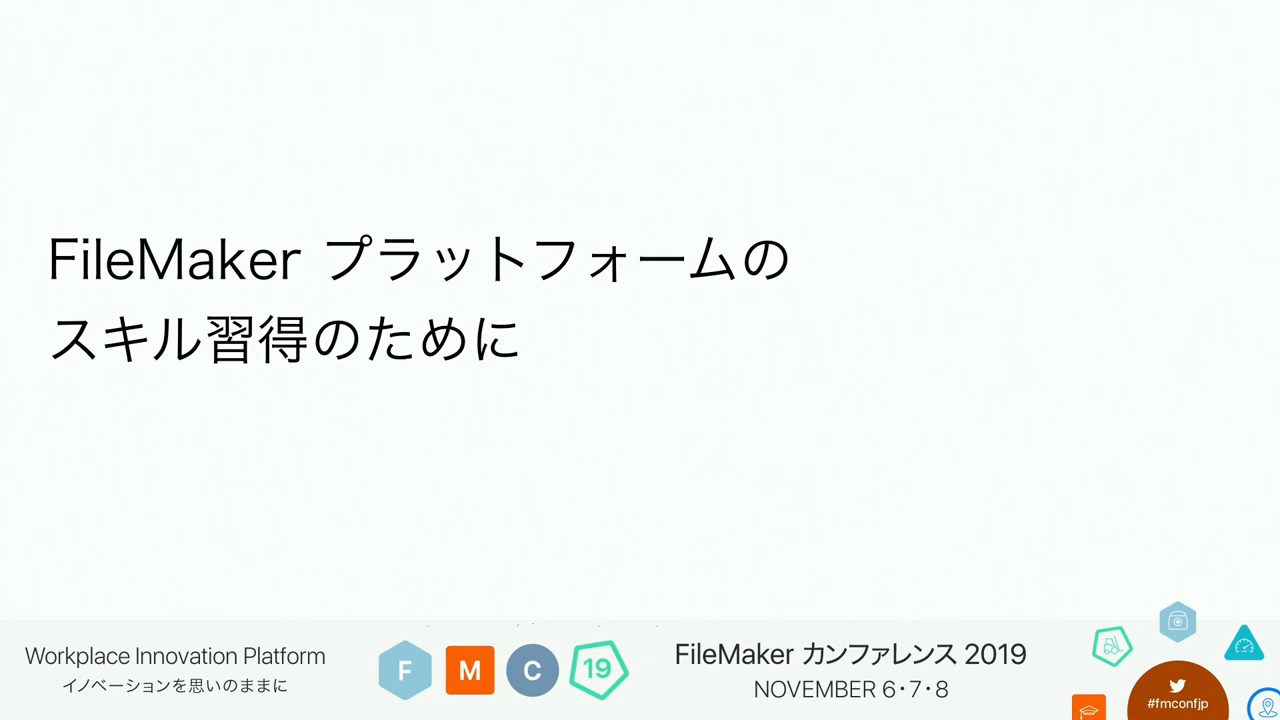 FileMaker プラットフォームの
スキル習得のために
Workplace Innovation Platform
イノベーションを思いのままに
F M C 19
FileMaker カンファレンス 2019
NOVEMBER 6・7・8
#fmconfjp